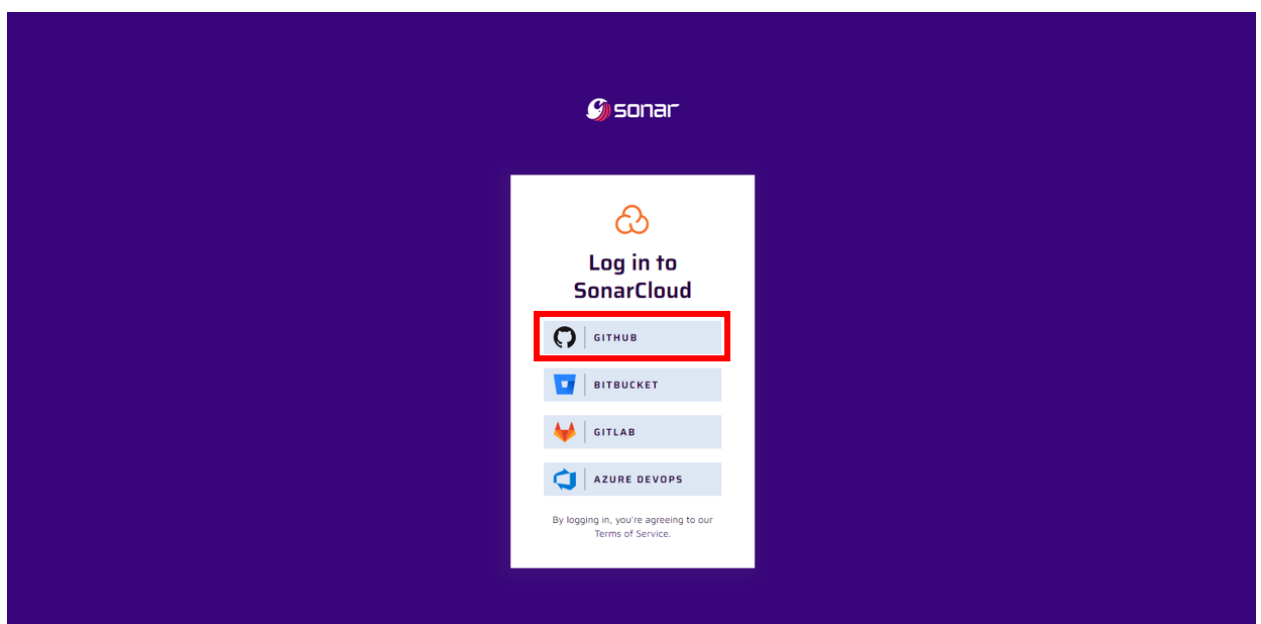 sonar
Log in to
SonarCloud
GITHUB
BITBUCKET
GITLAB
AZURE DEVOPS
By logging in, you're agreeing to our
Terms of Service.